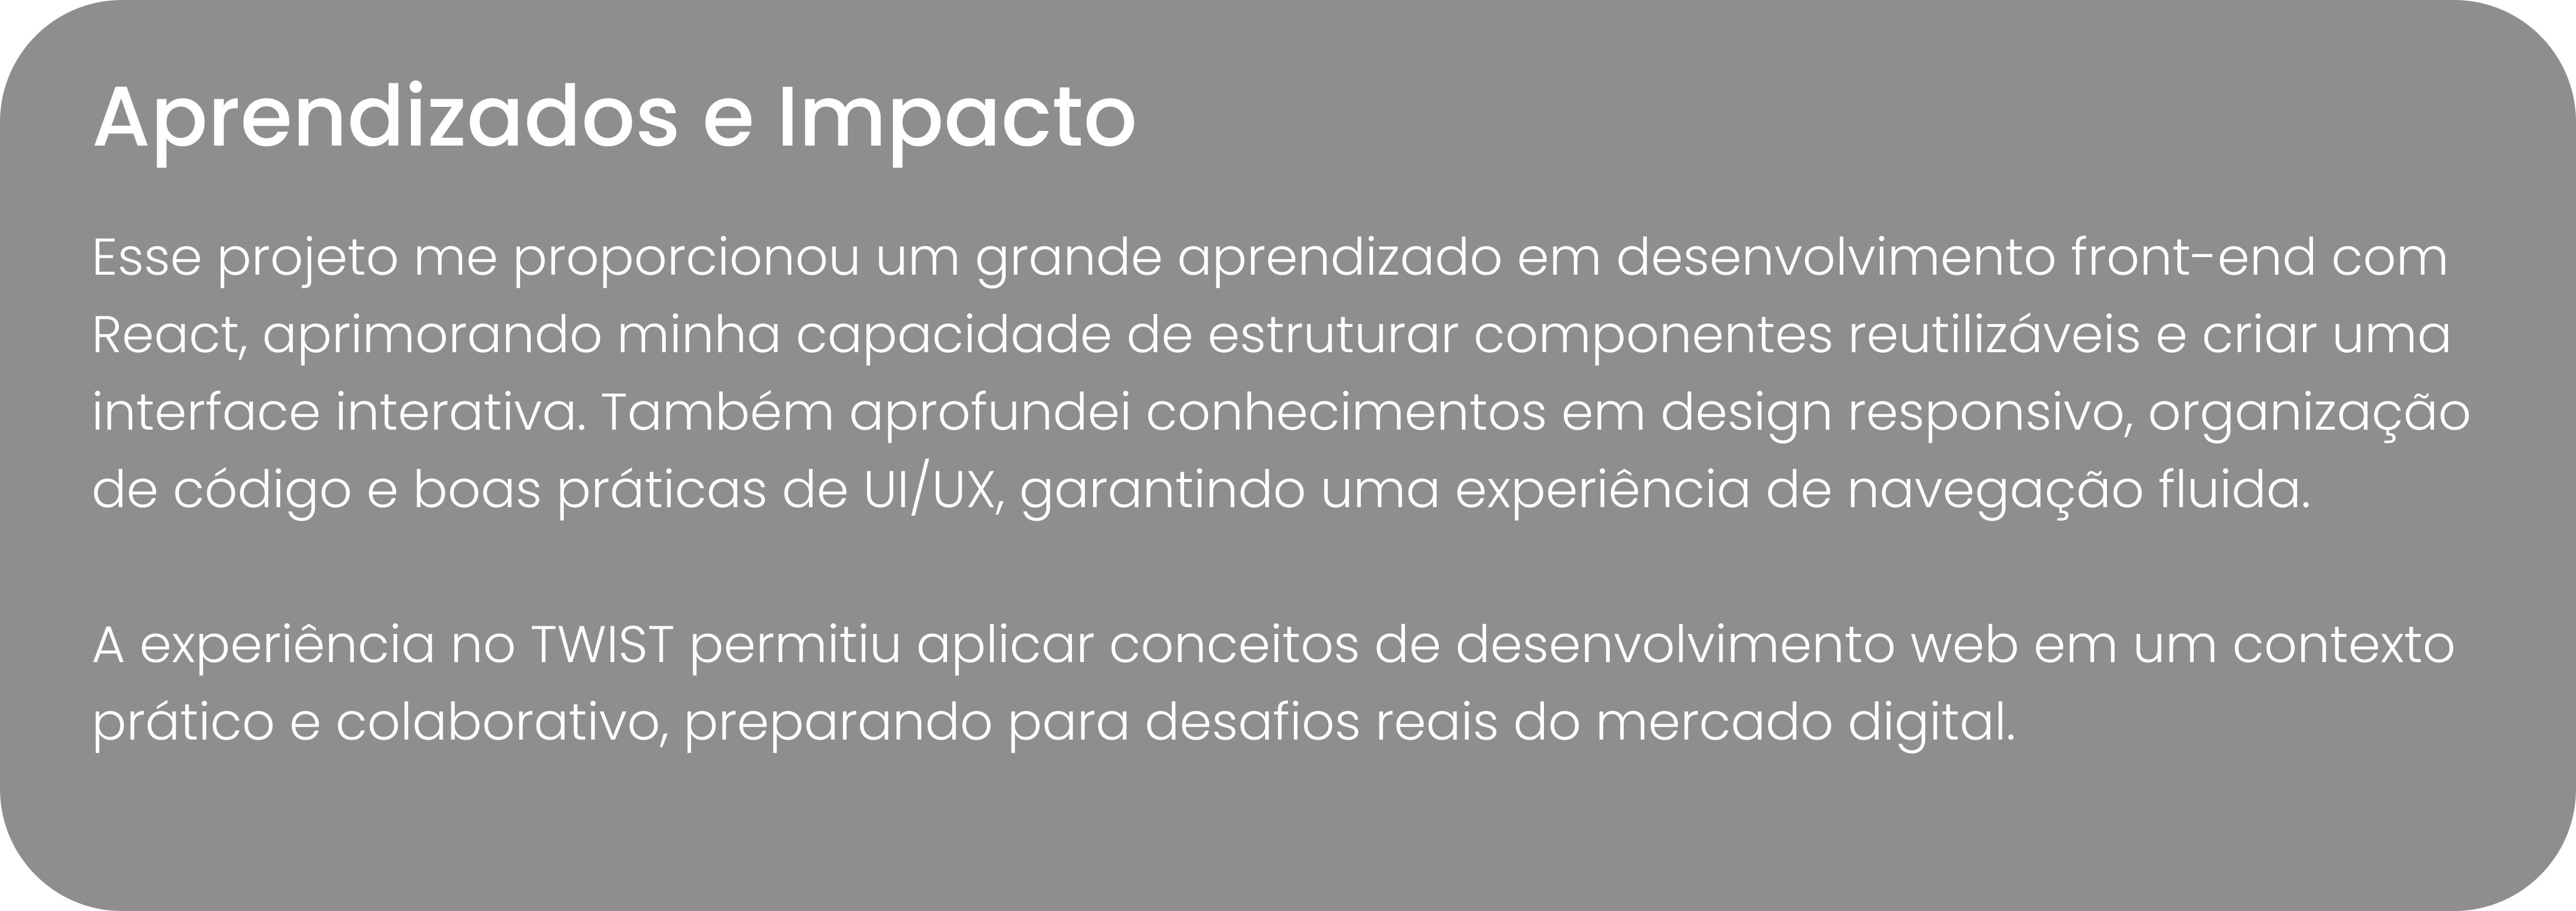 Aprendizados e Impacto
Esse projeto me proporcionou um grande aprendizado em desenvolvimento front-end com
React, aprimorando minha capacidade de estruturar componentes reutilizáveis e criar uma
interface interativa. Também aprofundei conhecimentos em design responsivo, organização
de código e boas práticas de UI/UX, garantindo uma experiência de navegação fluida.
A experiência no TWIST permitiu aplicar conceitos de desenvolvimento web em um contexto
prático e colaborativo, preparando para desafios reais do mercado digital.